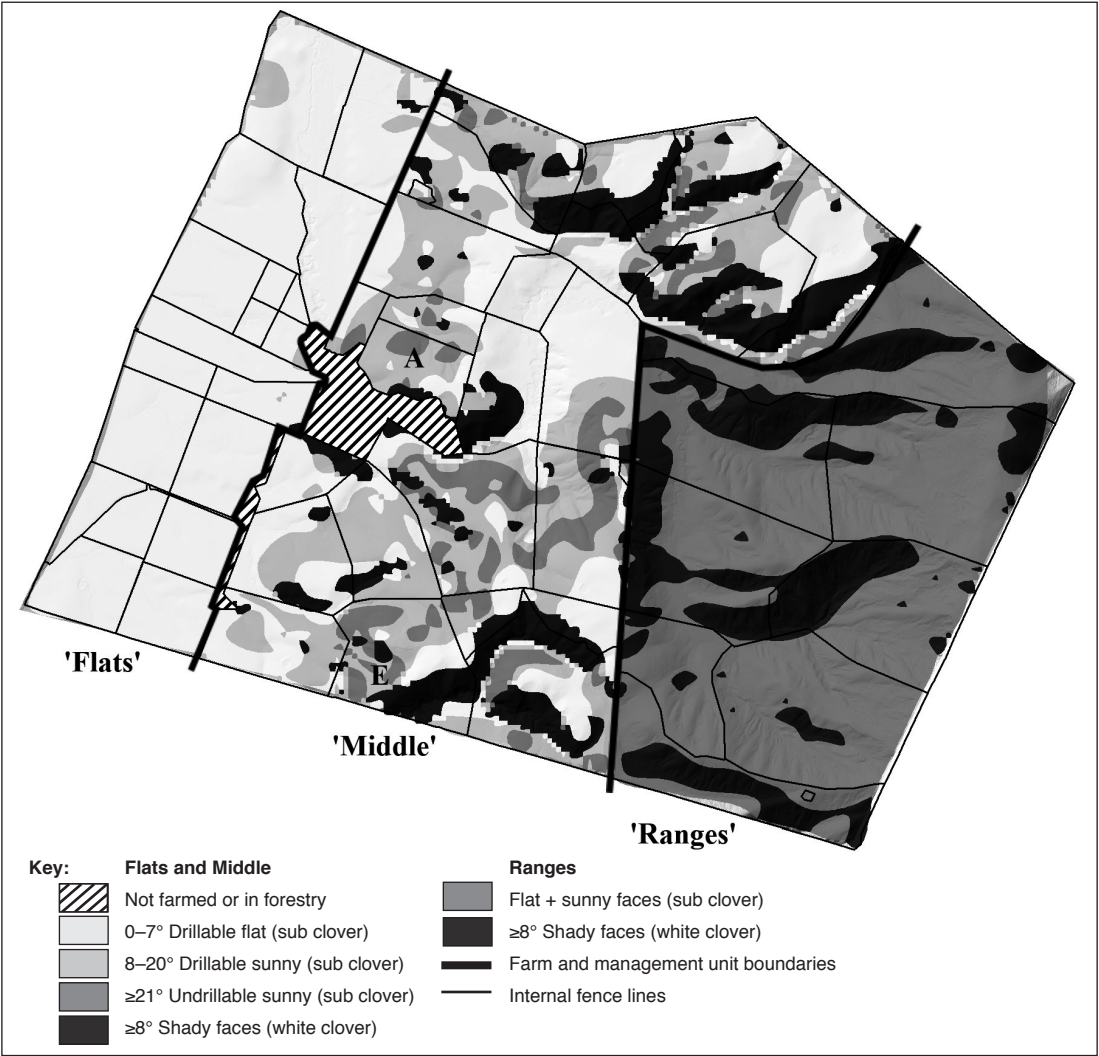 A
E
'Flats'
'Middle'
'Ranges'
Key:
Flats and Middle
Not farmed or in forestry
0–7° Drillable flat (sub clover)
8–20° Drillable sunny (sub clover)
≥21° Undrillable sunny (sub clover)
≥8° Shady faces (white clover)
Ranges
Flat + sunny faces (sub clover)
≥8° Shady faces (white clover)
Farm and management unit boundaries
Internal fence lines